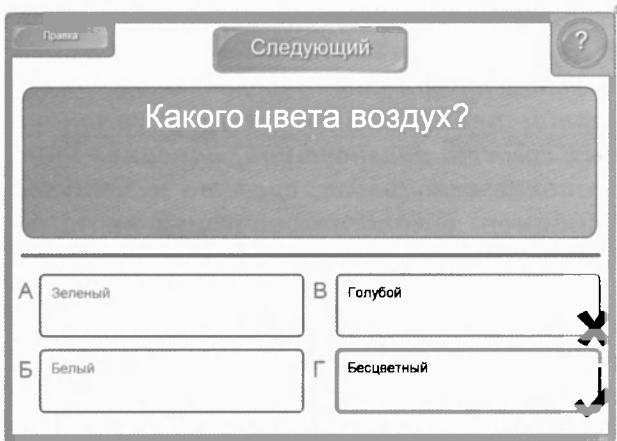 Правка
Следующий
?
Какого цвета воздух?
А Зеленый
В Голубой
Б Белый
Г Бесцветный